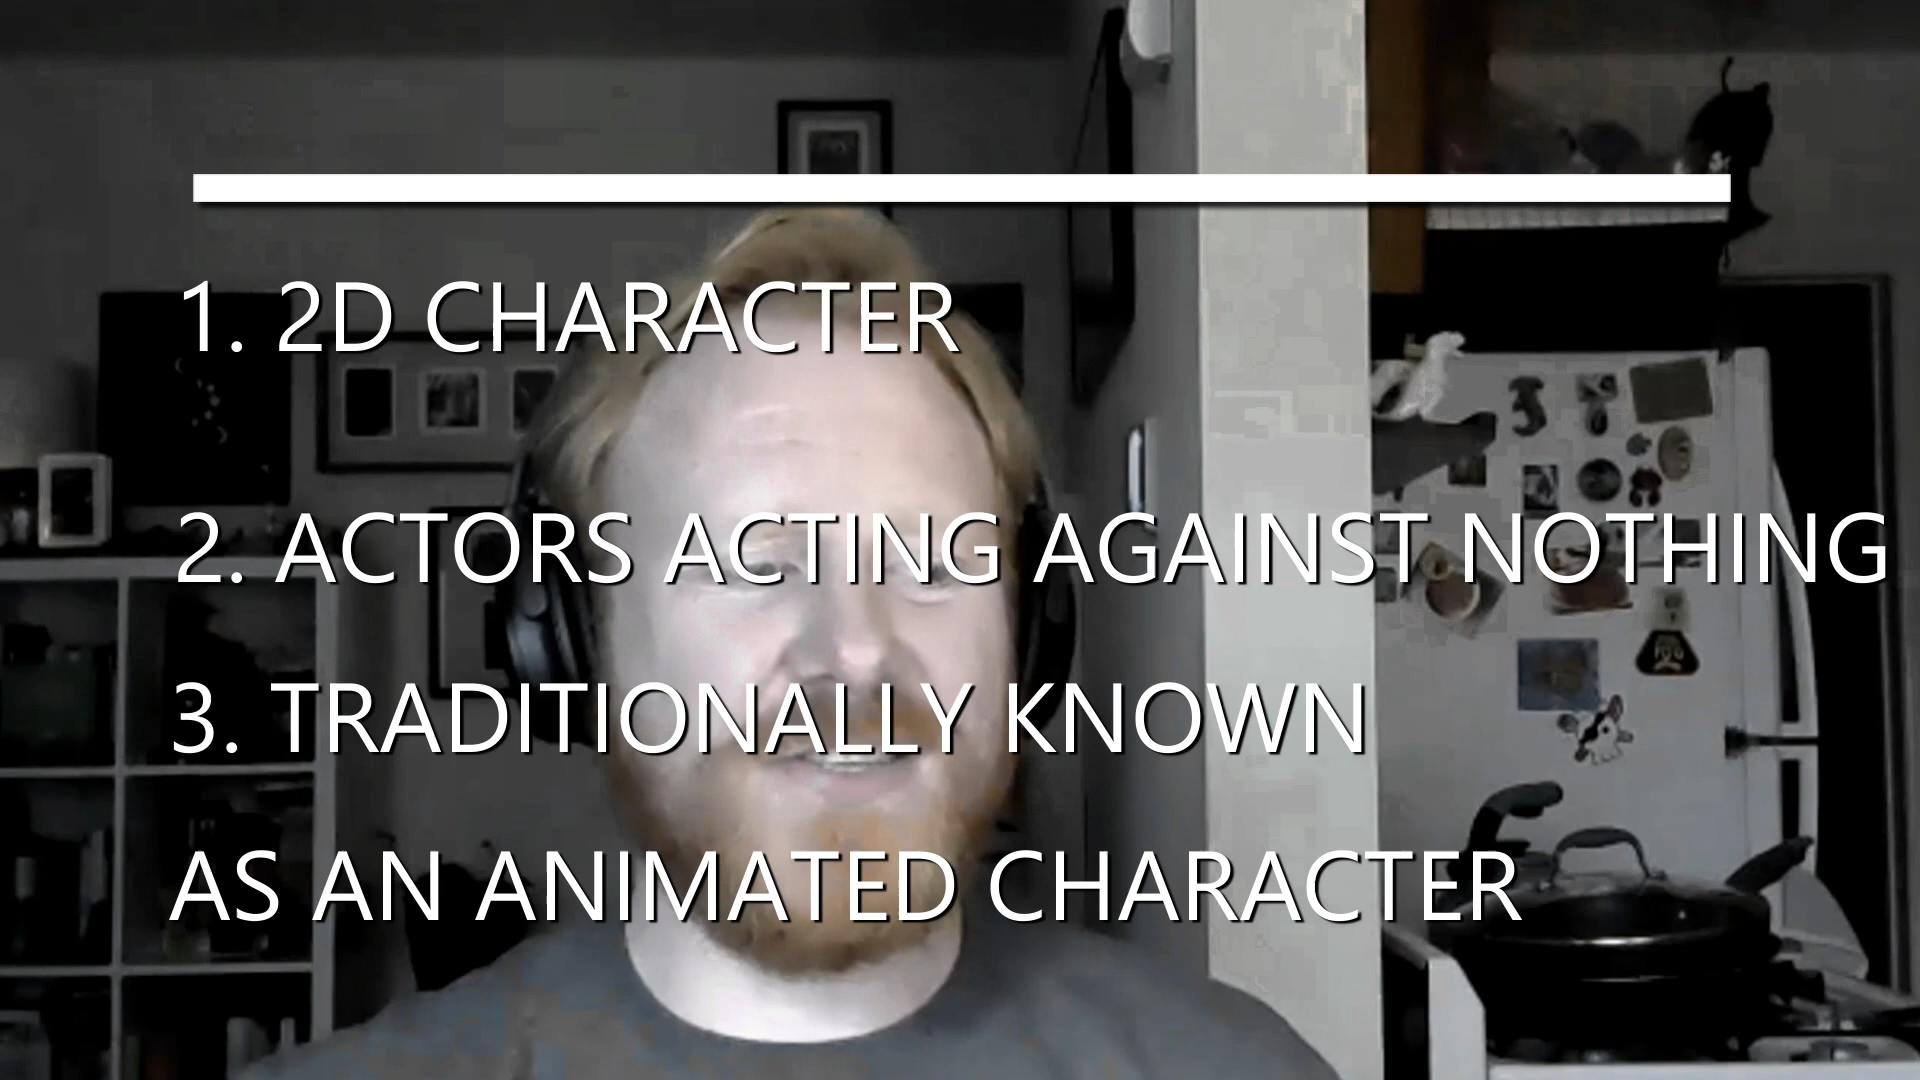 1. 2D CHARACTER
2. ACTORS ACTING AGAINST NOTHING
3. TRADITIONALLY KNOWN
AS AN ANIMATED CHARACTER